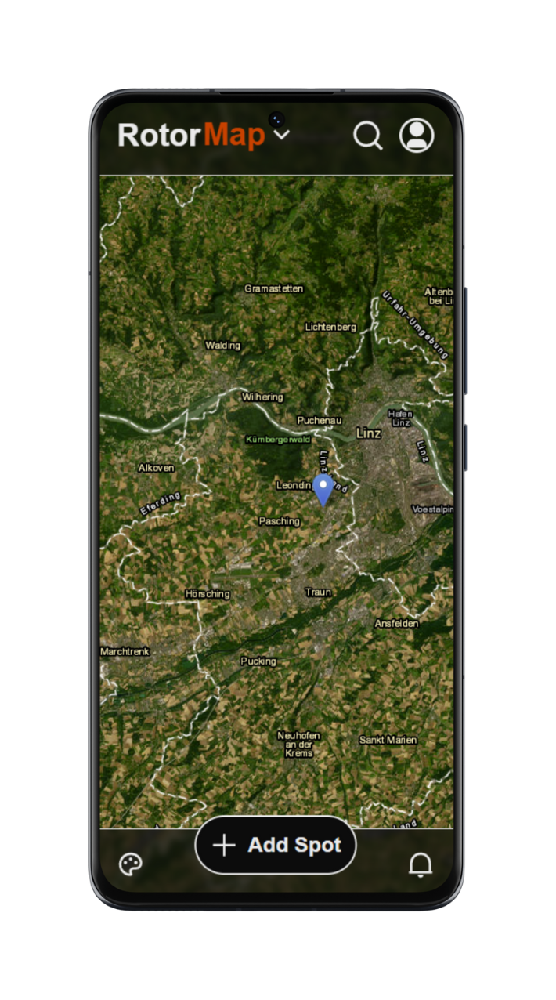 RotorMap
Gramastetten
Altenb
bei Li
Urfahr-Umgebung
Lichtenberg
Walding
Wilhering
Hafen
Linz
Puchenau
Linz
Kürnbergerwald
Linz
Alkoven
Linz-Land
Leondin
Eferding
Voestalpin
Pasching
Hörsching
Traun
Ansfelden
Marchtrenk
Pucking
Neuhofen
an der
Krems
Sankt Marien
Land
Add Spot